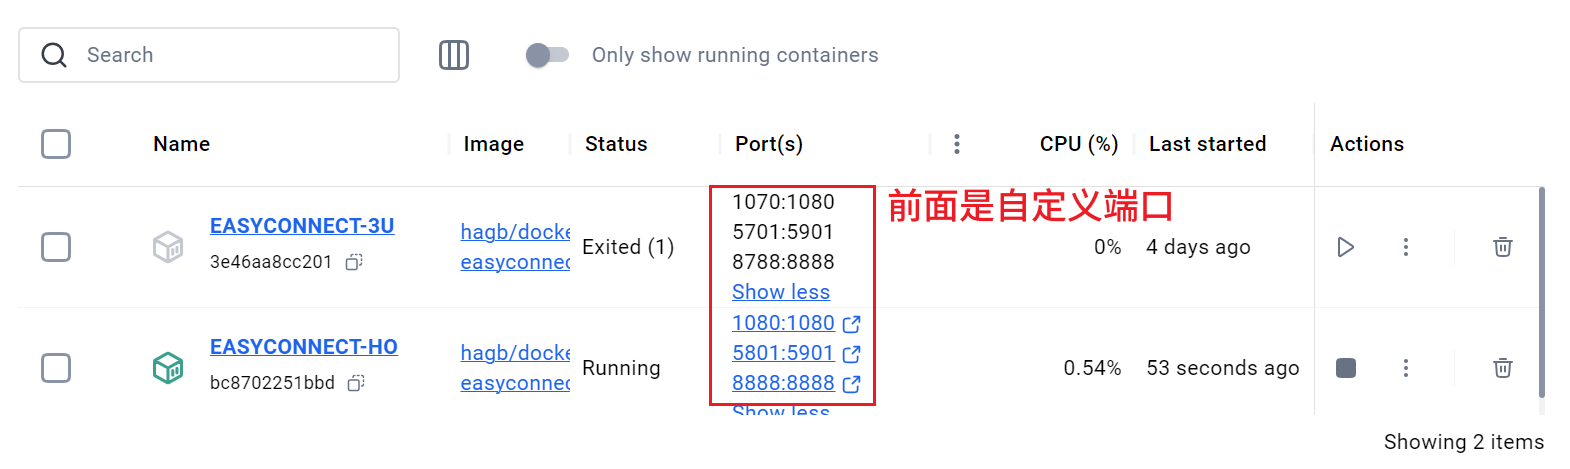 Search
Only show running containers
Name
Image
Status
Port(s)
CPU (%)
Last started
Actions
EASYCONNECT-3U
3e46aa8cc201
hagb/docke
easyconnec
Exited (1)
1070:1080
5701:5901
8788:8888
Show less
前面是自定义端口
0%
4 days ago
EASYCONNECT-HO
bc8702251bbd
hagb/docke
easyconnec
Running
1080:1080
5801:5901
8888:8888
Show less
0.54%
53 seconds ago
Showing 2 items